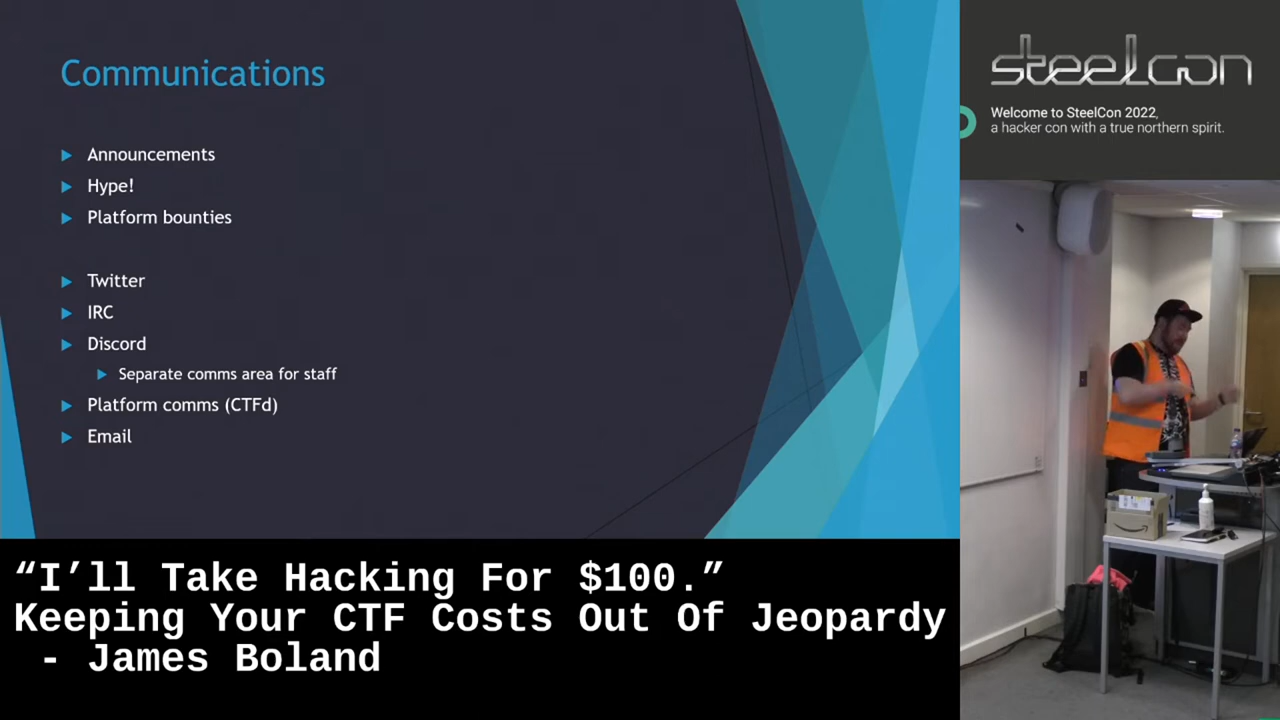 Communications
Announcements
Hype!
Platform bounties
Twitter
IRC
Discord
Separate comms area for staff
Platform comms (CTFd)
Email
steelcon
Welcome to SteelCon 2022,
a hacker con with a true northern spirit.
“I’ll Take Hacking For $100.”
Keeping Your CTF Costs Out Of Jeopardy
- James Boland